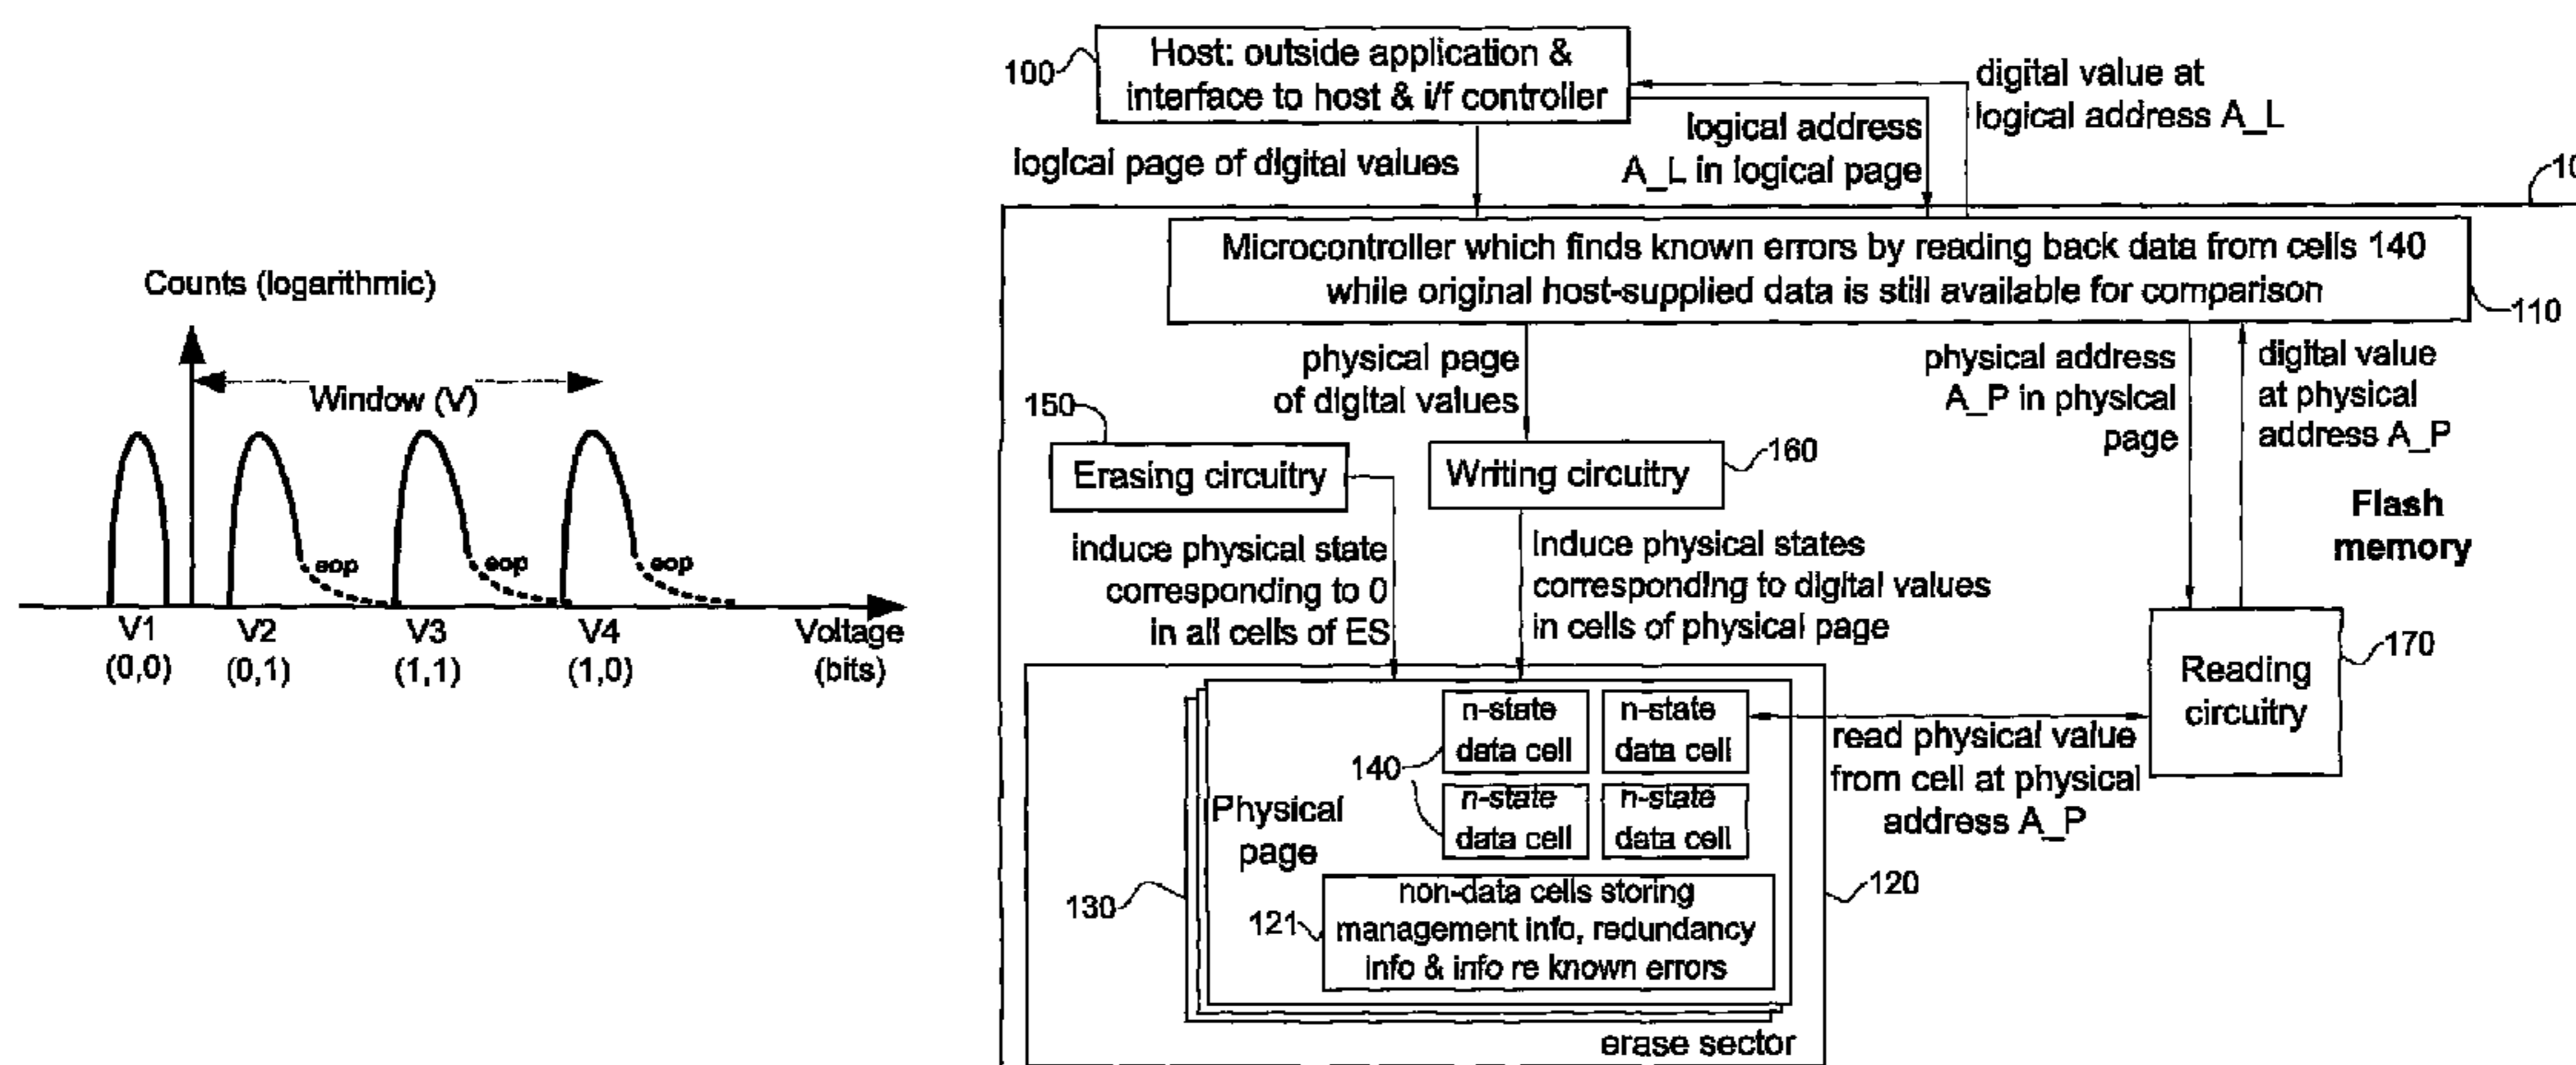 Counts (logarithmic)
Window (V)
eop
eop
eop
V1
V2
V3
V4
Voltage
(0,0)
(0,1)
(1,1)
(1,0)
(bits)
100
Host: outside application &
interface to host & i/f controller
digital value at
logical address A_L
logical address
A_L in logical page
logical page of digital values
10
Microcontroller which finds known errors by reading back data from cells 140
while original host-supplied data is still available for comparison
110
physical page
of digital values
physical address
A_P in physical
page
digital value
at physical
address A_P
150
Erasing circuitry
Writing circuitry
160
Flash
memory
induce physical state
corresponding to 0
in all cells of ES
induce physical states
corresponding to digital values
in cells of physical page
170
Reading
circuitry
n-state
data cell
n-state
data cell
140
n-state
data cell
n-state
data cell
read physical value
from cell at physical
address A_P
Physical
page
130
120
121
non-data cells storing
management info, redundancy
info & info re known errors
erase sector